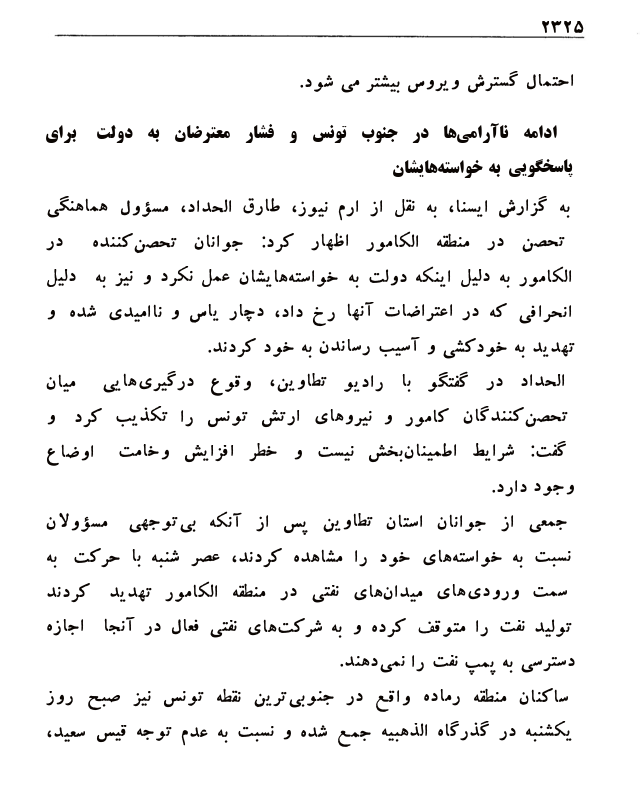 ۲۳۲۵
احتمال گسترش ویروس بیشتر می شود.
ادامه ناآرامی‌ها در جنوب تونس و فشار معترضان به دولت برای
پاسخگویی به خواسته‌هایشان
به گزارش ایسنا، به نقل از ارم نیوز، طارق الحداد، مسؤول هماهنگی
تحصن در منطقه الکامور اظهار کرد: جوانان تحصن‌کننده در
الکامور به دلیل اینکه دولت به خواسته‌هایشان عمل نکرد و نیز به دلیل
انحرافی که در اعتراضات آنها رخ داد، دچار یاس و ناامیدی شده و
تهدید به خودکشی و آسیب رساندن به خود کردند.
الحداد در گفتگو با رادیو تطاوین، وقوع درگیری‌هایی میان
تحصن‌کنندگان کامور و نیروهای ارتش تونس را تکذیب کرد و
گفت: شرایط اطمینان‌بخش نیست و خطر افزایش وخامت اوضاع
وجود دارد.
جمعی از جوانان استان تطاوین پس از آنکه بی‌توجهی مسؤولان
نسبت به خواسته‌های خود را مشاهده کردند، عصر شنبه با حرکت به
سمت ورودی‌های میدان‌های نفتی در منطقه الکامور تهدید کردند
تولید نفت را متوقف کرده و به شرکت‌های نفتی فعال در آنجا اجازه
دسترسی به پمپ نفت را نمی‌دهند.
ساکنان منطقه رماده واقع در جنوبی‌ترین نقطه تونس نیز صبح روز
یکشنبه در گذرگاه الذهبیه جمع شده و نسبت به عدم توجه قیس سعید،